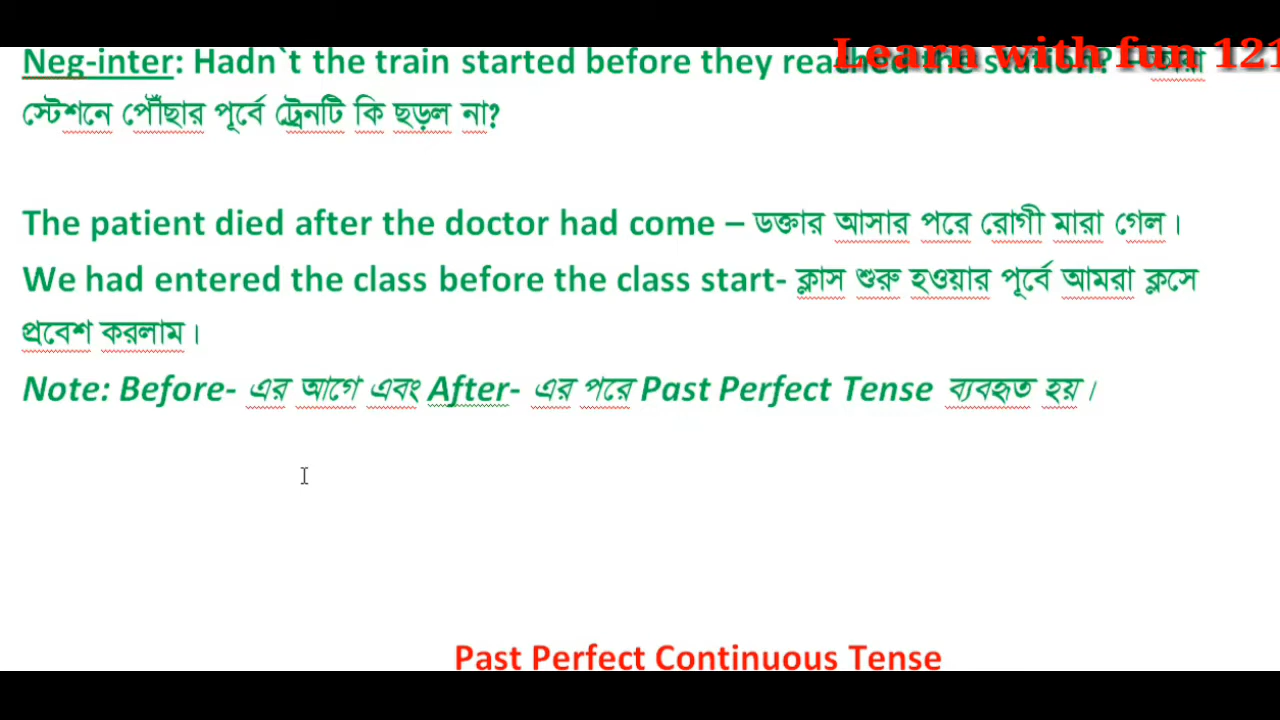 Learn with fun 121
Neg-inter: Hadn`t the train started before they reached the station? – তারা
স্টেশনে পৌঁছার পূর্বে ট্রেনটি কি ছড়ল না?
The patient died after the doctor had come – ডক্তার আসার পরে রোগী মারা গেল।
We had entered the class before the class start- ক্লাস শুরু হওয়ার পূর্বে আমরা ক্লসে
প্রবেশ করলাম।
Note: Before- এর আগে এবং After- এর পরে Past Perfect Tense ব্যবহৃত হয়।
Past Perfect Continuous Tense